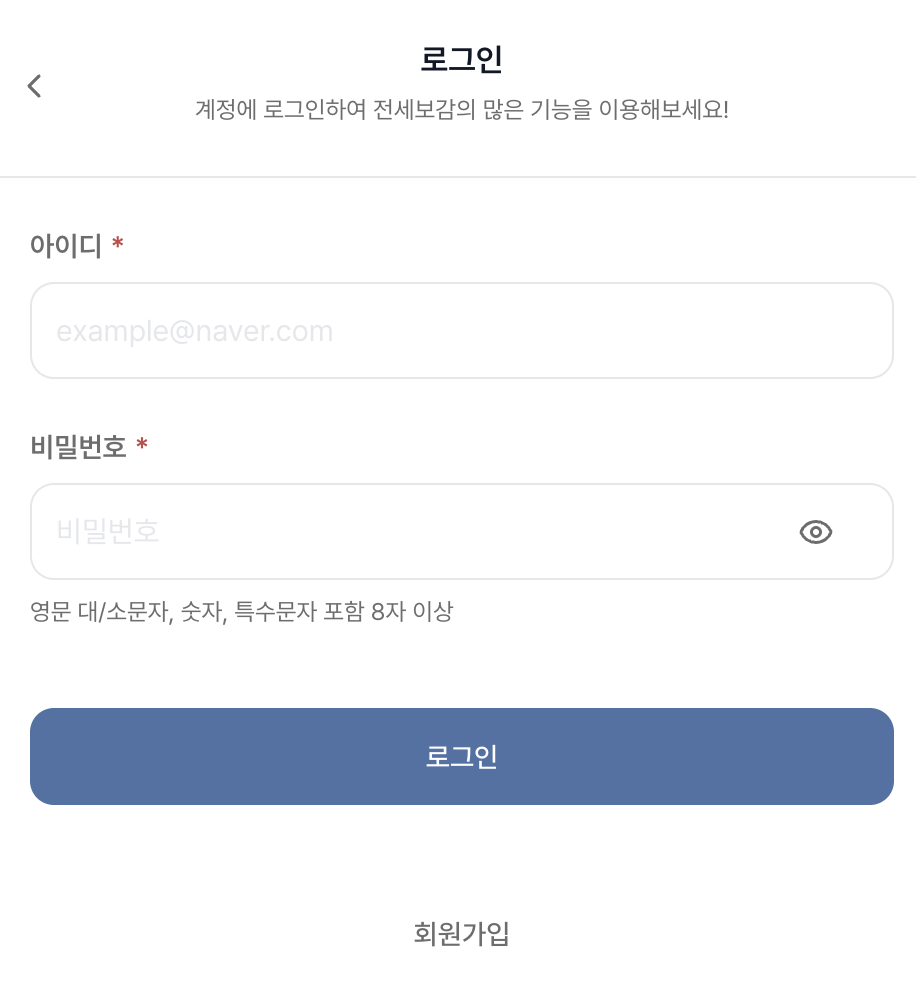 로그인
계정에 로그인하여 전세보감의 많은 기능을 이용해보세요!
아이디 *
example@naver.com
비밀번호 *
비밀번호
영문 대/소문자, 숫자, 특수문자 포함 8자 이상
로그인
회원가입